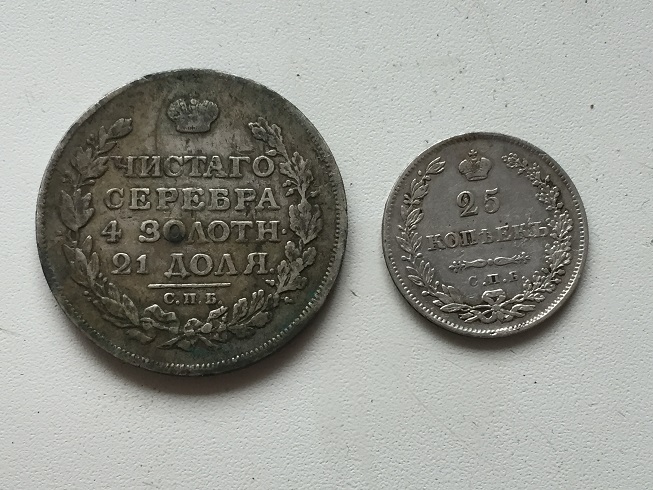 ЧИСТАГО
СЕРЕБРА
4 ЗОЛОТН.
21 ДОЛЯ.
С.П.Б.
25
КОПѢЕКЪ
С.П.Б.